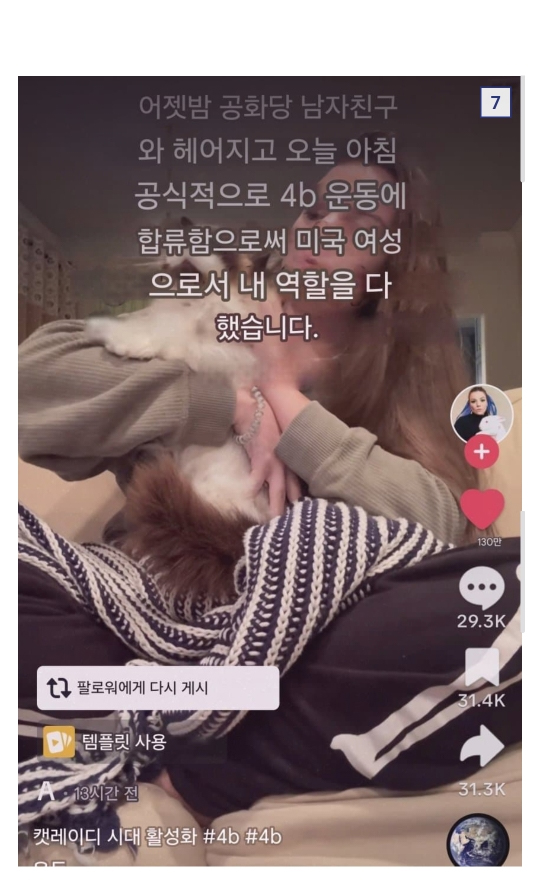 7
어젯밤 공화당 남자친구
와 헤어지고 오늘 아침
공식적으로 4b 운동에
합류함으로써 미국 여성
으로서 내 역할을 다
했습니다.
130만
29.3K
31.4K
31.3K
팔로워에게 다시 게시
템플릿 사용
A · 13시간 전
캣레이디 시대 활성화 #4b #4b